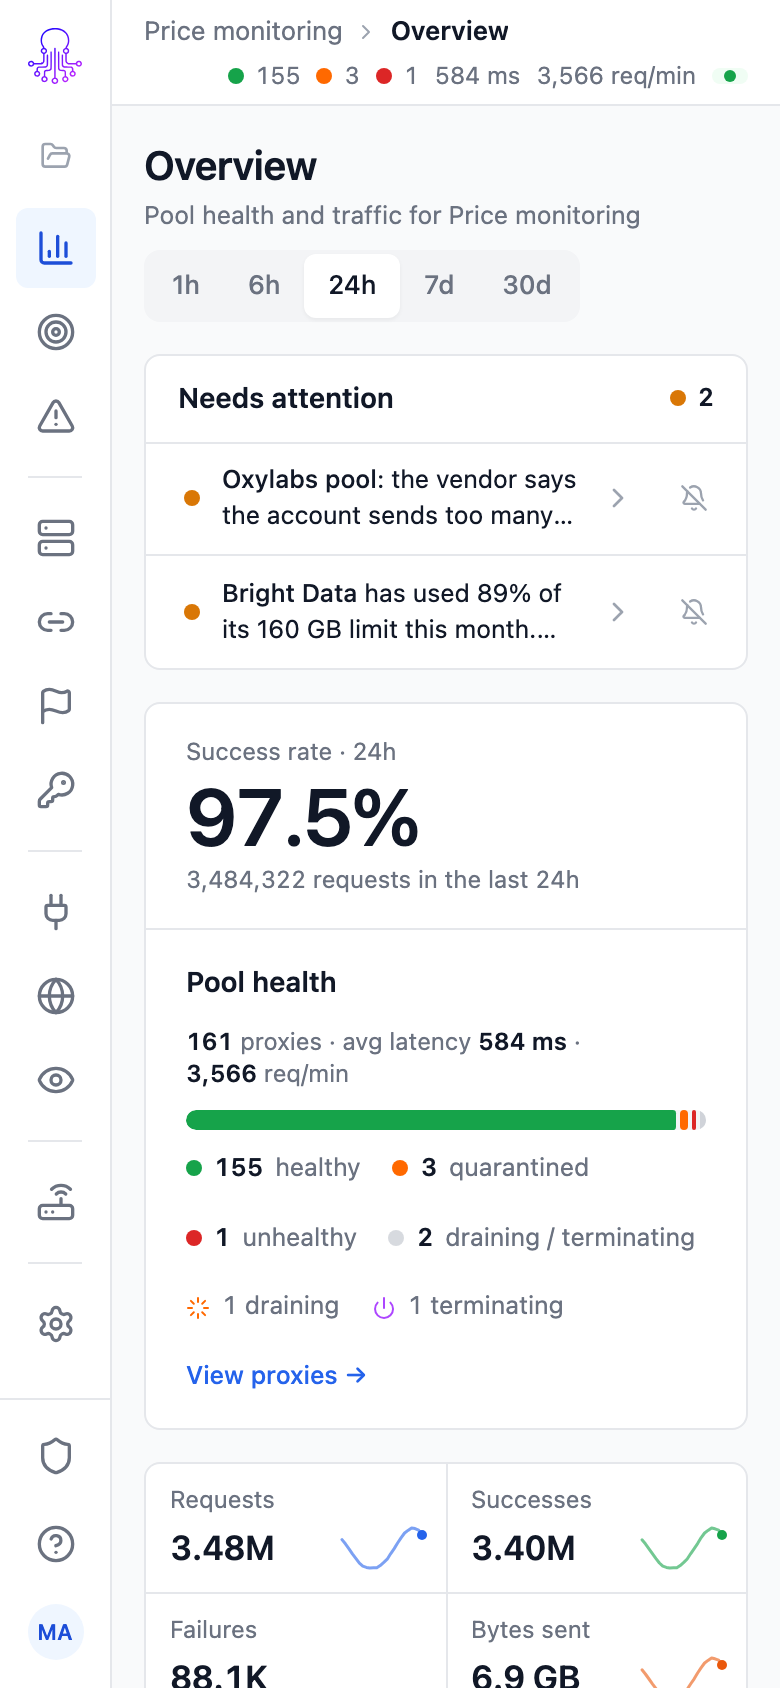 Price monitoring > Overview
155 3 1 584 ms 3,566 req/min
Overview
Pool health and traffic for Price monitoring
1h 6h 24h 7d 30d
Needs attention 2
Oxylabs pool: the vendor says
the account sends too many...
Bright Data has used 89% of
its 160 GB limit this month....
Success rate · 24h
97.5%
3,484,322 requests in the last 24h
Pool health
161 proxies · avg latency 584 ms ·
3,566 req/min
155 healthy 3 quarantined
1 unhealthy 2 draining / terminating
1 draining 1 terminating
View proxies →
Requests Successes
3.48M 3.40M
Failures Bytes sent
88.1K 6.9 GB
MA